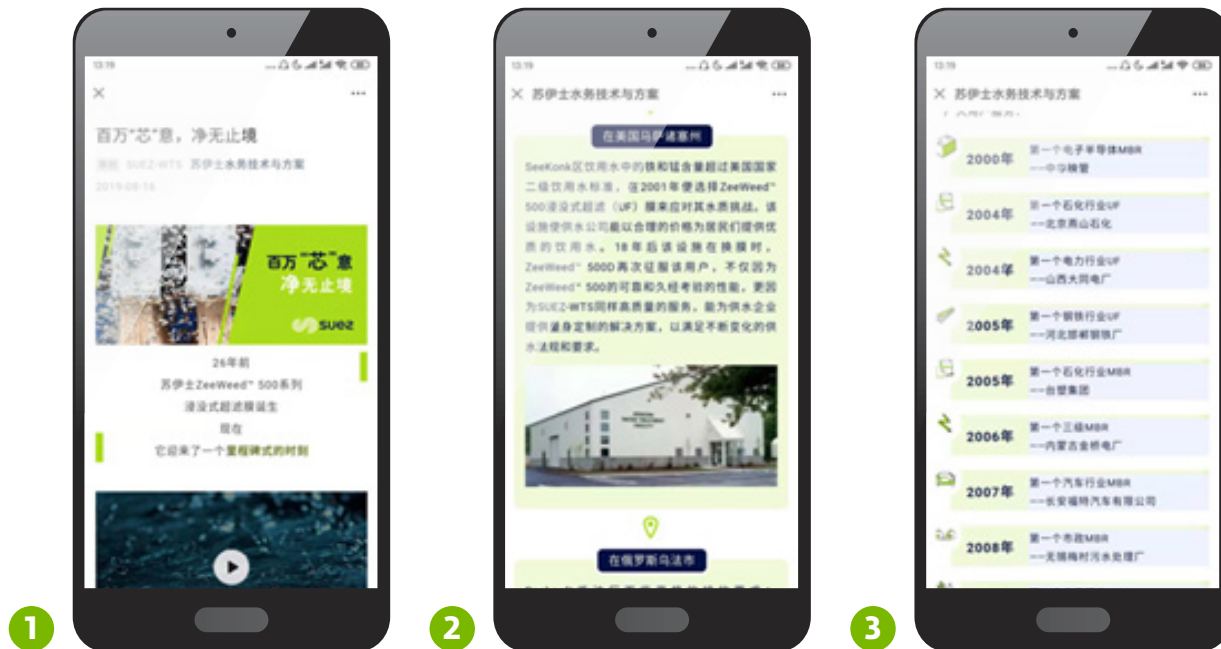 13:19
百万“芯”意，净无止境
SUEZ-WTS 苏伊士水务技术与方案
2019-08-16
百万“芯”意
净无止境
suez
26年前
苏伊士ZeeWeed™ 500系列
浸没式超滤膜诞生
现在
它迎来了一个里程碑式的时刻
1
13:19
苏伊士水务技术与方案
在美国马萨诸塞州
SeeKonk区饮用水中的铁和锰含量超过美国国家
二级饮用水标准，在2001年便选择ZeeWeed™
500浸没式超滤（UF）膜来应对其水质挑战。该
设施使供水公司能以合理的价格为居民们提供优
质的饮用水。18年后该设施在换膜时，
ZeeWeed™ 500D再次征服该用户，不仅因为
ZeeWeed™ 500的可靠和久经考验的性能，更因
为SUEZ-WTS同样高质量的服务，能为供水企业
提供量身定制的解决方案，以满足不断变化的供
水法规和要求。
在俄罗斯乌法市
2
13:19
苏伊士水务技术与方案
2000年
第一个电子半导体MBR
2004年
第一个石化行业UF
——北京燕山石化
2004年
第一个电力行业UF
——山西大同电厂
2005年
第一个钢铁行业UF
——河北邯郸钢铁厂
2005年
第一个石化行业MBR
——台塑集团
2006年
第一个三级MBR
——内蒙古金桥电厂
2007年
第一个汽车行业MBR
——长安福特汽车有限公司
2008年
第一个市政MBR
——无锡梅村污水处理厂
3